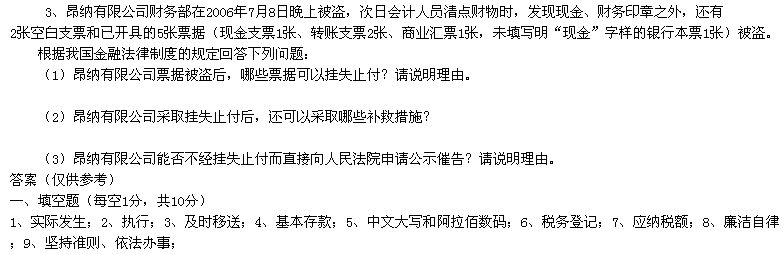 3、昂纳有限公司财务部在2006年7月8日晚上被盗，次日会计人员清点财物时，发现现金、财务印章之外，还有
2张空白支票和已开具的5张票据（现金支票1张、转账支票2张、商业汇票1张，未填写明“现金”字样的银行本票1张）被盗。
根据我国金融法律制度的规定回答下列问题：
（1）昂纳有限公司票据被盗后，哪些票据可以挂失止付？请说明理由。
（2）昂纳有限公司采取挂失止付后，还可以采取哪些补救措施？
（3）昂纳有限公司能否不经挂失止付而直接向人民法院申请公示催告？请说明理由。
答案（仅供参考）
一、填空题（每空1分，共10分）
1、实际发生；2、执行；3、及时移送；4、基本存款；5、中文大写和阿拉佰数码；6、税务登记；7、应纳税额；8、廉洁自律
；9、坚持准则、依法办事；